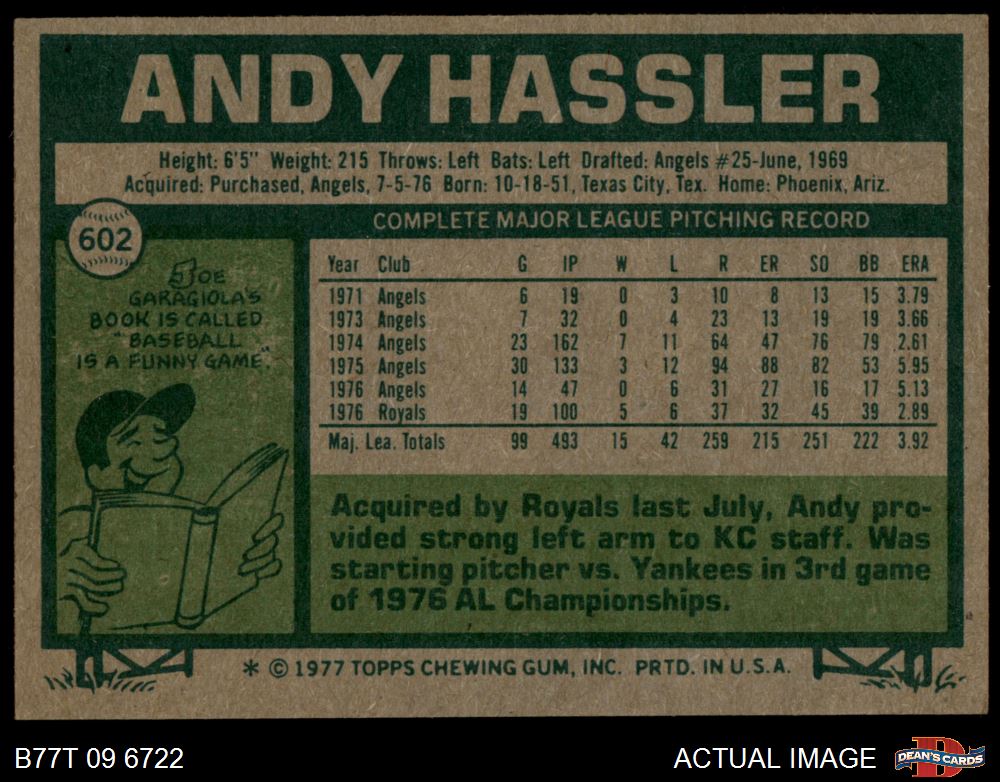 ANDY HASSLER
Height: 6'5" Weight: 215 Throws: Left Bats: Left Drafted: Angels #25-June, 1969
Acquired: Purchased, Angels, 7-5-76 Born: 10-18-51, Texas City, Tex. Home: Phoenix, Ariz.
602
JOE
GARAGIOLA'S
BOOK IS CALLED
"BASEBALL
IS A FUNNY GAME."
COMPLETE MAJOR LEAGUE PITCHING RECORD
Year Club G IP W L R ER SO BB ERA
1971 Angels 6 19 0 3 10 8 13 15 3.79
1973 Angels 7 32 0 4 23 13 19 19 3.66
1974 Angels 23 162 7 11 64 47 76 79 2.61
1975 Angels 30 133 3 12 94 88 82 53 5.95
1976 Angels 14 47 0 6 31 27 16 17 5.13
1976 Royals 19 100 5 6 37 32 45 39 2.89
Maj. Lea. Totals 99 493 15 42 259 215 251 222 3.92
Acquired by Royals last July, Andy pro-
vided strong left arm to KC staff. Was
starting pitcher vs. Yankees in 3rd game
of 1976 AL Championships.
* © 1977 TOPPS CHEWING GUM, INC. PRTD. IN U.S.A.
B77T 09 6722
ACTUAL IMAGE
D
DEAN'S CARDS